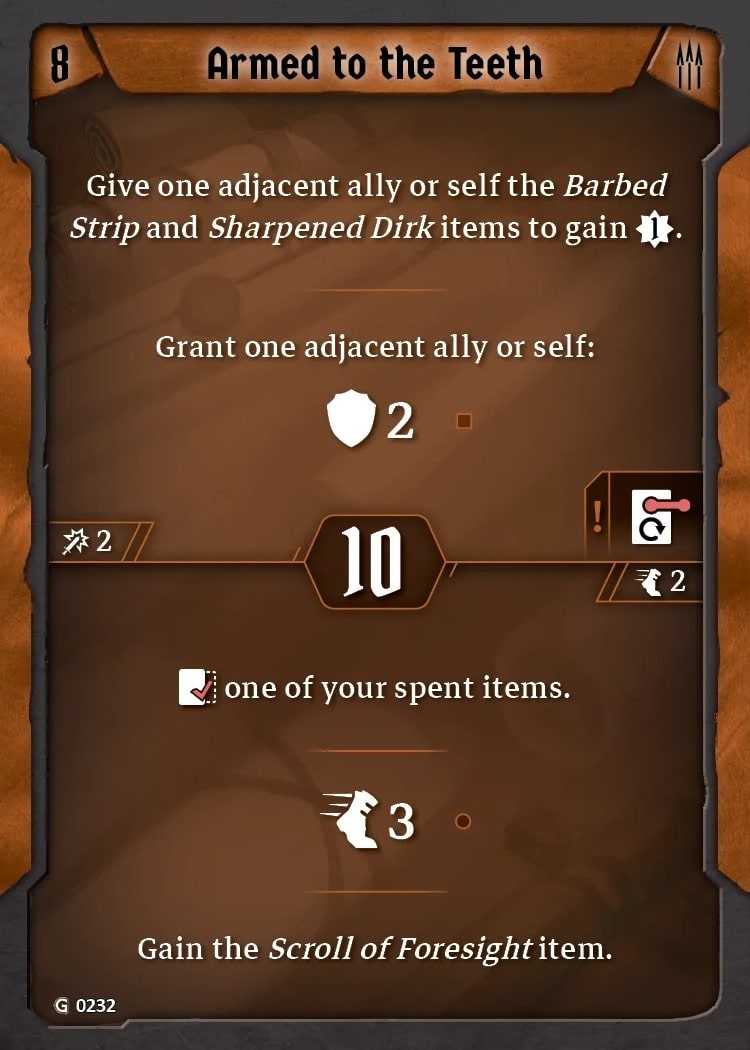 8 Armed to the Teeth
Give one adjacent ally or self the Barbed
Strip and Sharpened Dirk items to gain 1.
Grant one adjacent ally or self:
2
2
!
10
2
one of your spent items.
3
Gain the Scroll of Foresight item.
G 0232